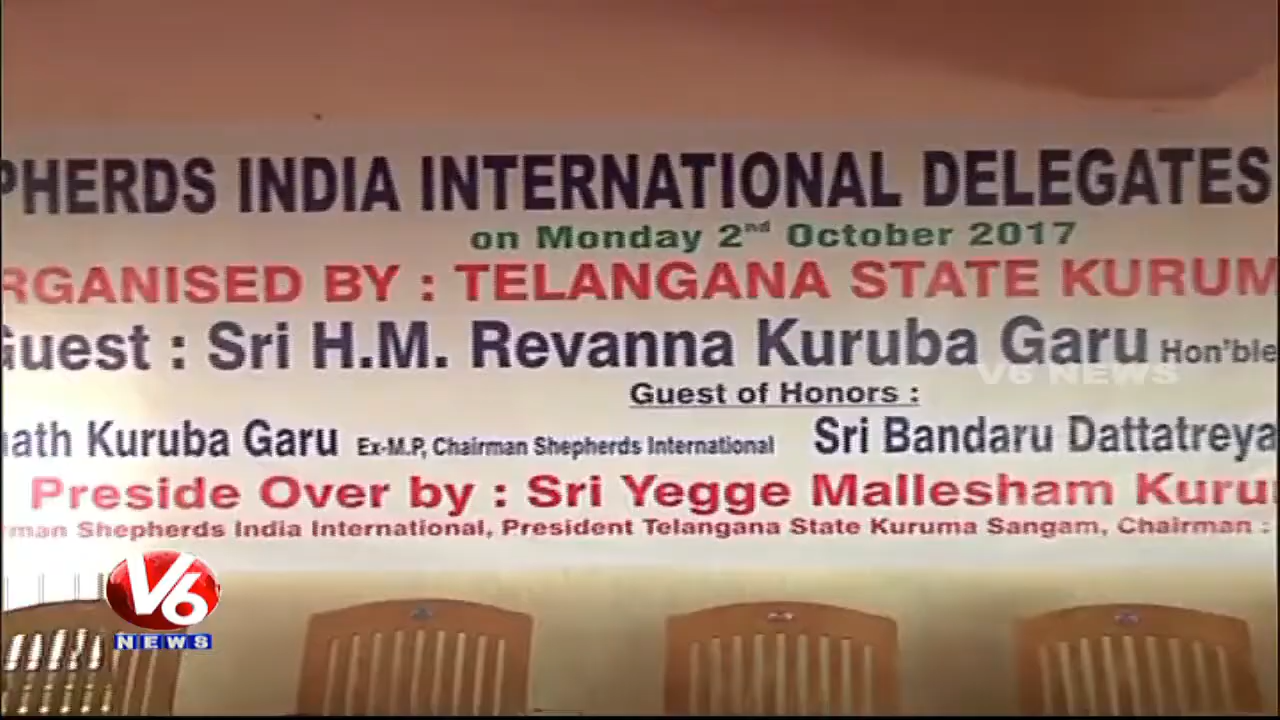 PHERDS INDIA INTERNATIONAL DELEGATES
on Monday 2nd October 2017
RGANISED BY : TELANGANA STATE KURUM
Guest : Sri H.M. Revanna Kuruba Garu Hon'ble
V6 NEWS
Guest of Honors :
ath Kuruba Garu Ex-M.P, Chairman Shepherds International Sri Bandaru Dattatreya
Preside Over by : Sri Yegge Mallesham Kuru
man Shepherds India International, President Telangana State Kuruma Sangam, Chairman :
V6
NEWS